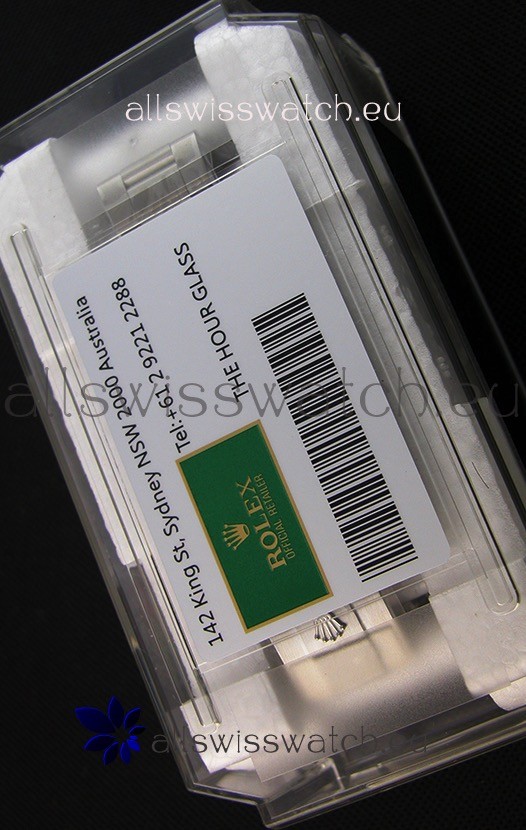 allswisswatch.eu
THE HOUR GLASS
Tel:+61 2 9221 2288
142 King St, Sydney NSW 2000 Australia
ROLEX
OFFICIAL RETAILER
allswisswatch.eu
allswisswatch.eu